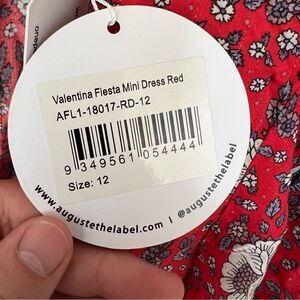 Valentina Fiesta Mini Dress Red
AFL1-18017-RD-12
9 349561 054444
Size: 12
www.augustethelabel.com | @augustethelabel